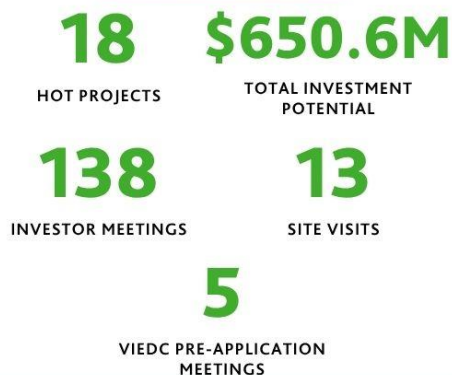 18
HOT PROJECTS
$650.6M
TOTAL INVESTMENT
POTENTIAL
138
INVESTOR MEETINGS
13
SITE VISITS
5
VIEDC PRE-APPLICATION
MEETINGS